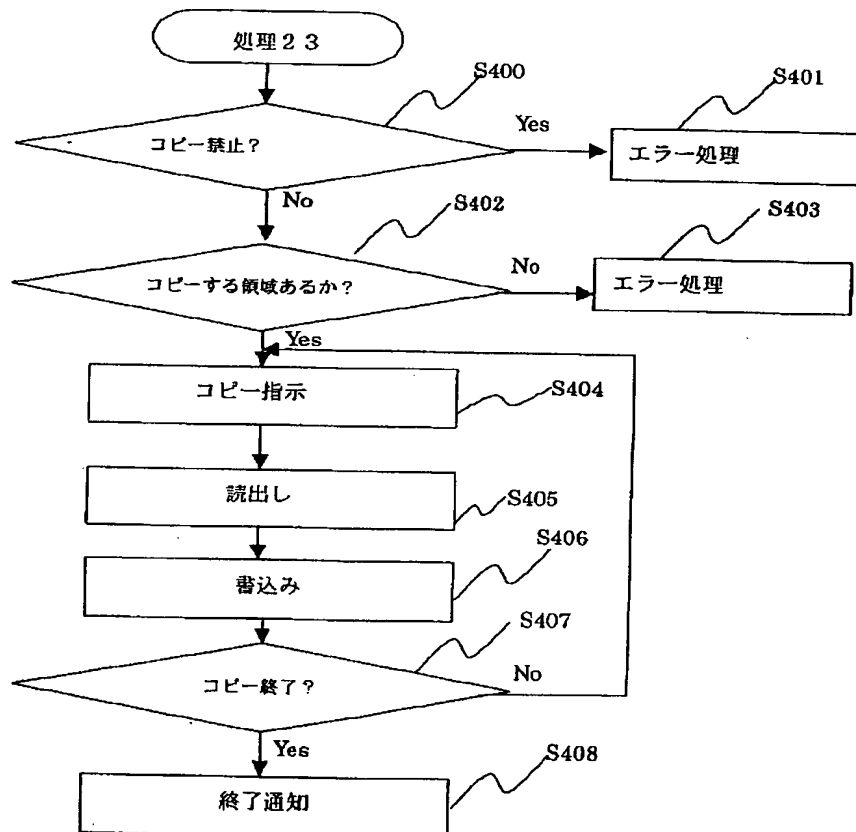 処理２３
S400
S401
コピー禁止？
Yes
エラー処理
No
S402
S403
コピーする領域あるか？
No
エラー処理
Yes
コピー指示
S404
読出し
S405
S406
書込み
S407
コピー終了？
No
Yes
S408
終了通知